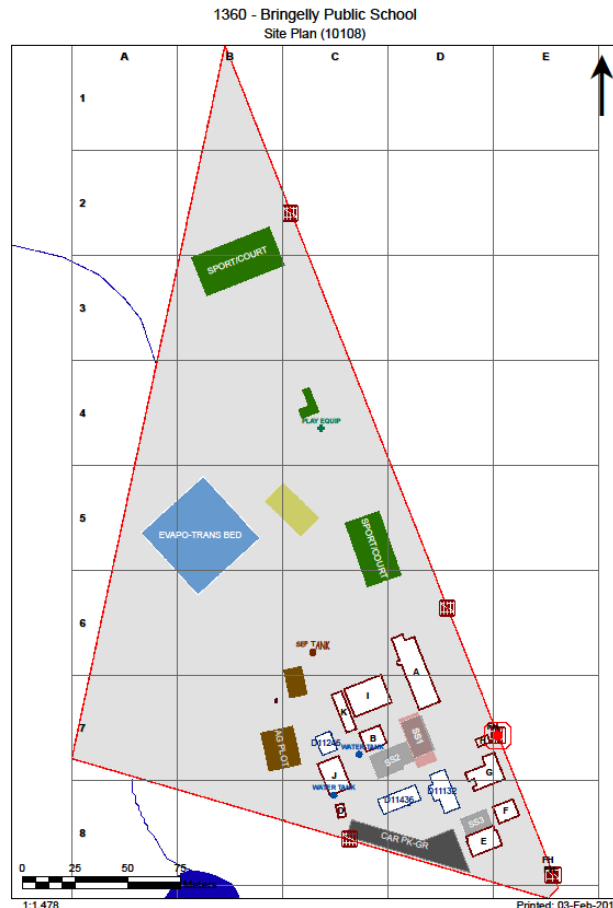 1360 - Bringelly Public School
Site Plan (10108)
A B C D E
1
2
SPORT/COURT
3
4
PLAY EQUIP
5
EVAPO-TRANS BED
SPORT/COURT
6
SEP TANK
A
I
K
7
AG PLOT
D11245
B
WATER TANK
SS1
SS2
J
G
WATER TANK
D11436
D11132
F
SS3
8
CAR PK-GR
E
FH
0 25 50 75
Meters
1:1,478
Printed: 03-Feb-201